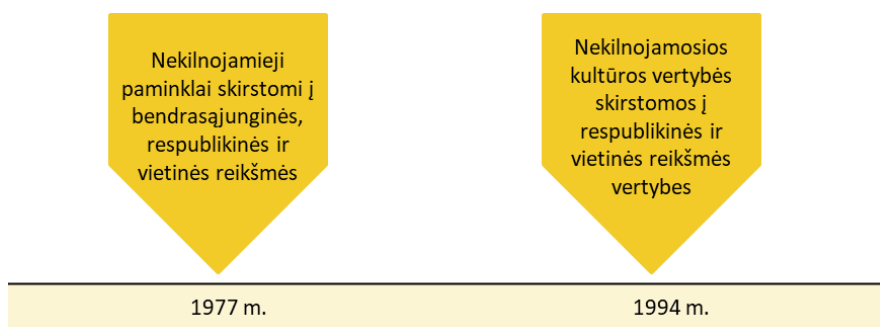 Nekilnojamieji
paminklai skirstomi į
bendrasąjunginės,
respublikinės ir
vietinės reikšmės
Nekilnojamosios
kultūros vertybės
skirstomos į
respublikinės ir
vietinės reikšmės
vertybes
1977 m.
1994 m.